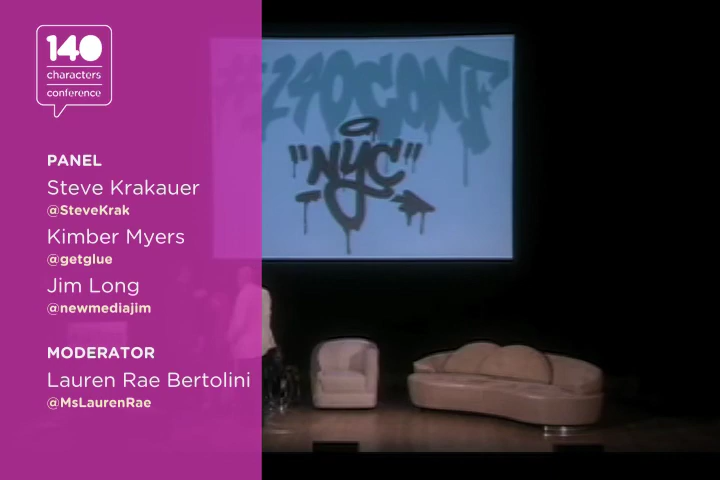 140
characters
conference
PANEL
Steve Krakauer
@SteveKrak
Kimber Myers
@getglue
Jim Long
@newmediajim
MODERATOR
Lauren Rae Bertolini
@MsLaurenRae
#140CONF
"NYC"